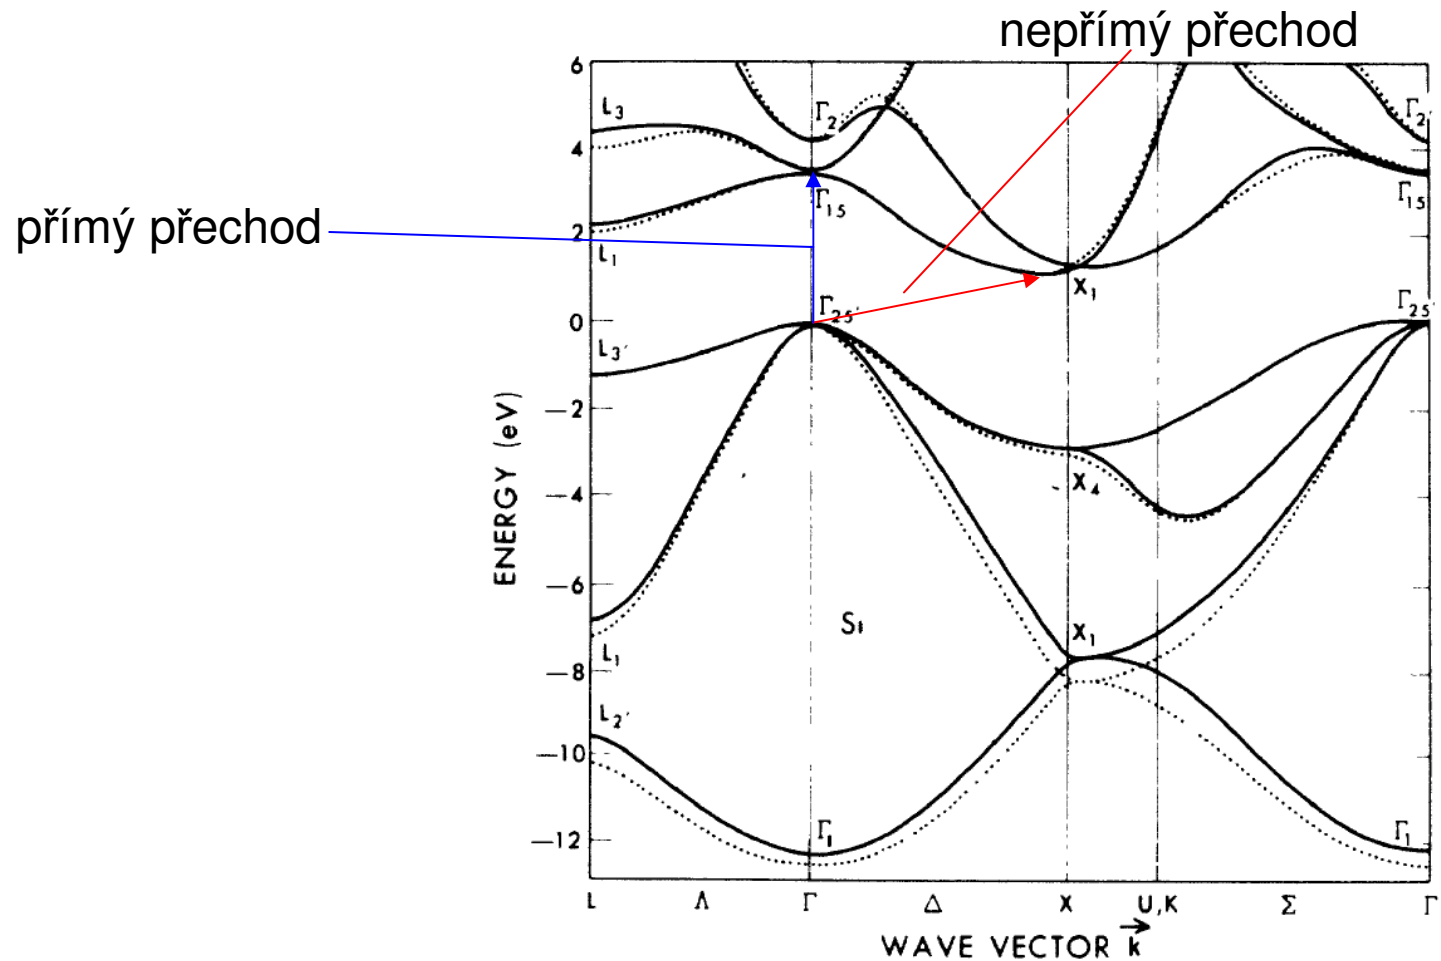 nepřímý přechod
přímý přechod
6
4
2
0
−2
−4
−6
−8
−10
−12
ENERGY (eV)
L3
L1
L3'
L1
L2'
Γ2'
Γ15
Γ25'
Γ1
X1
X4
X1
Si
Γ2'
Γ15
Γ25'
Γ1
L Λ Γ Δ X U,K Σ Γ
WAVE VECTOR k